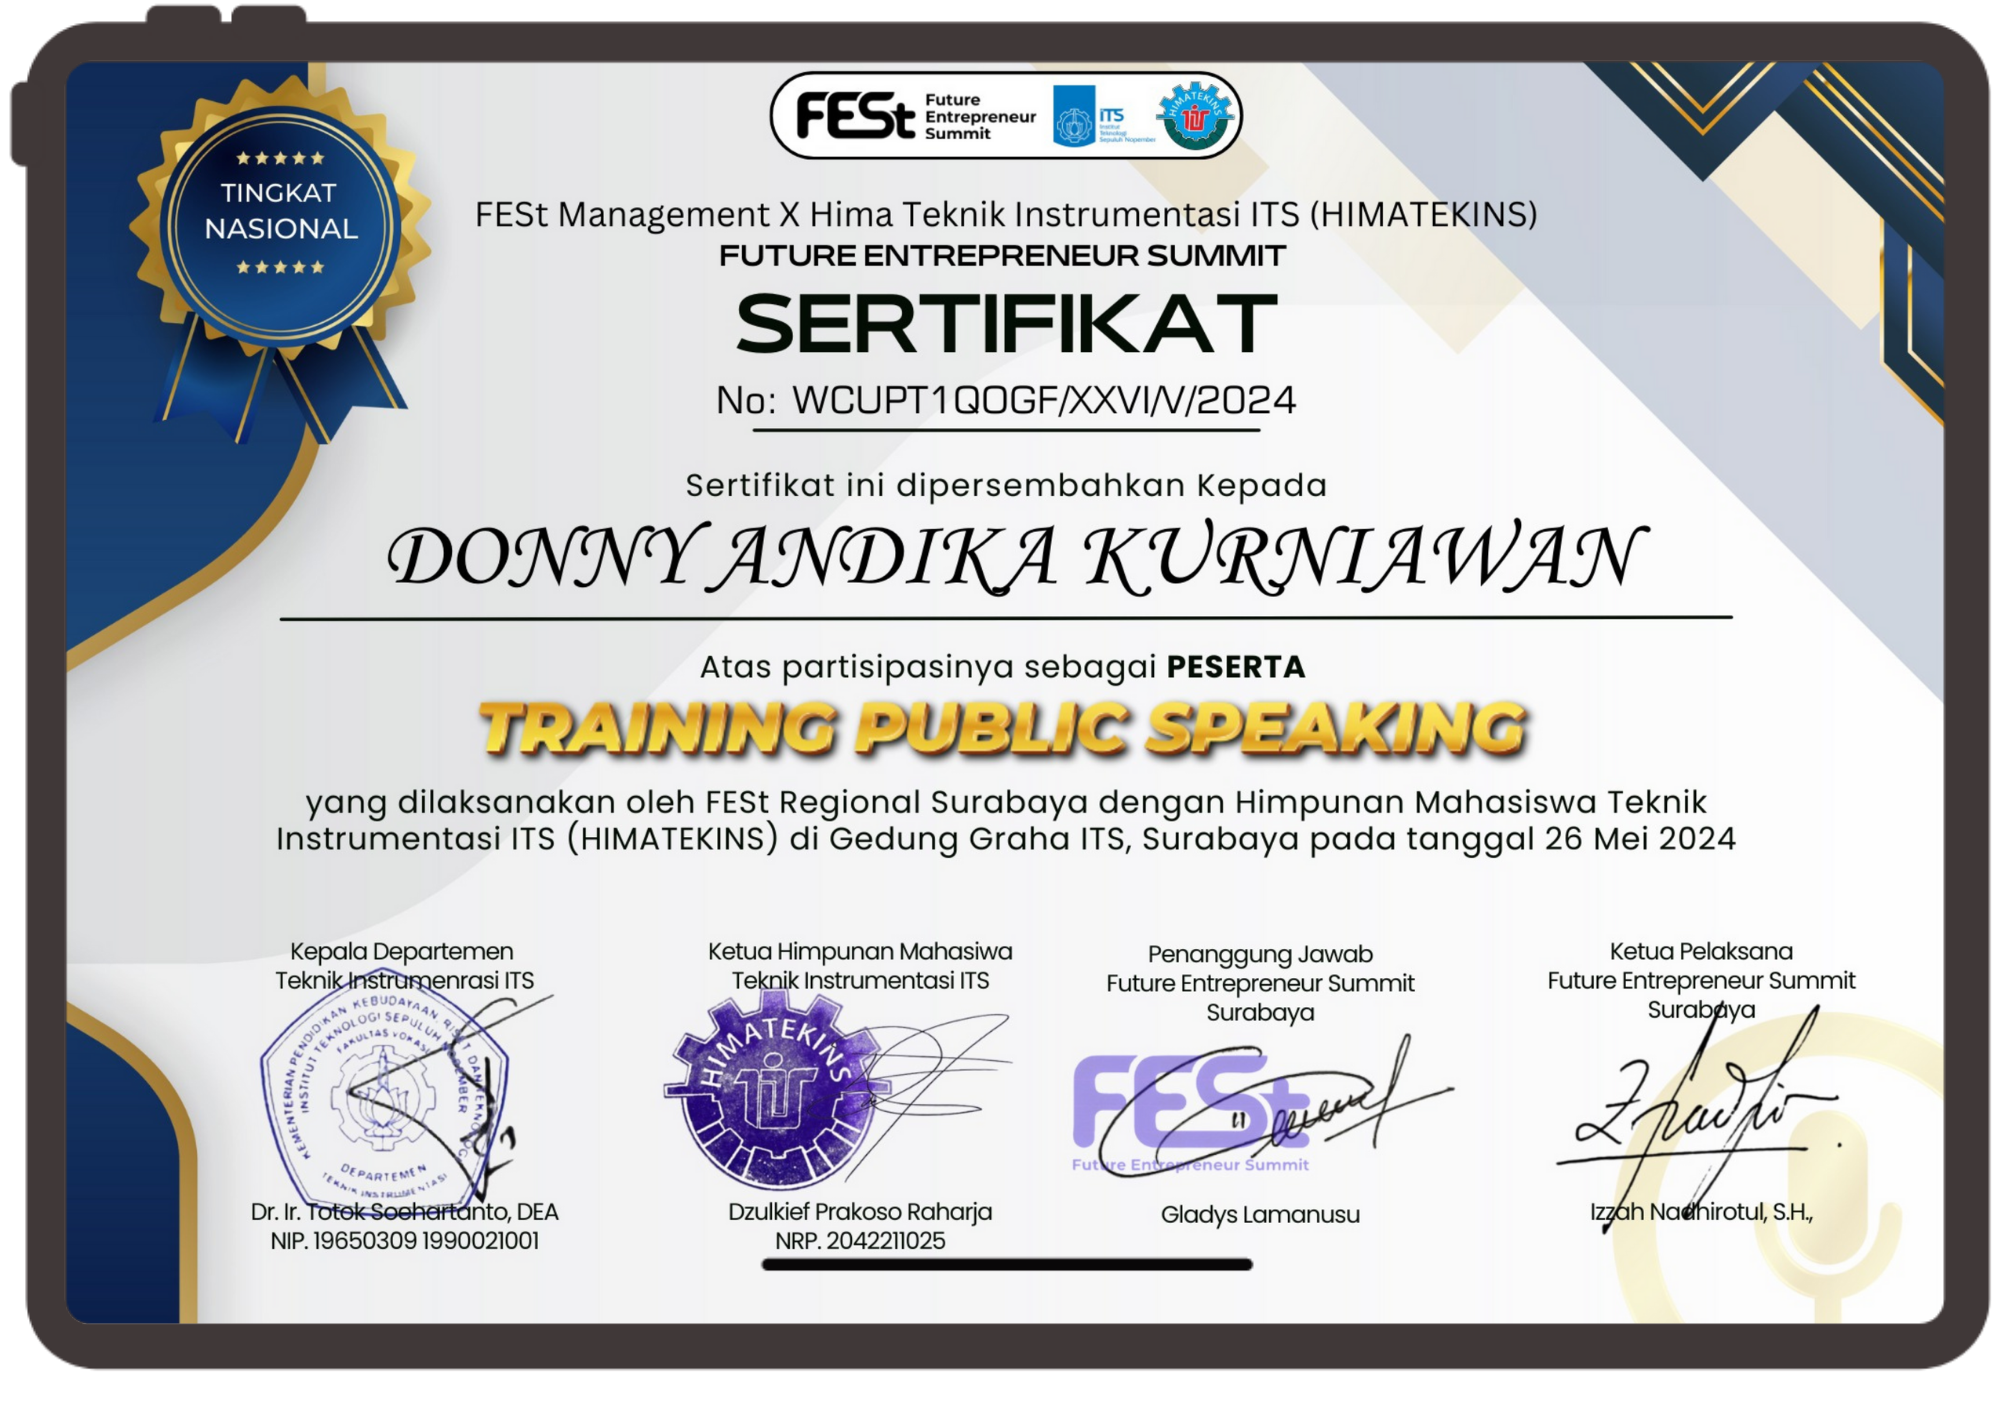 FESt Future
Entrepreneur
Summit
ITS
Institut
Teknologi
Sepuluh Nopember
HIMATEKINS
TINGKAT
NASIONAL
FESt Management X Hima Teknik Instrumentasi ITS (HIMATEKINS)
FUTURE ENTREPRENEUR SUMMIT
SERTIFIKAT
No: WCUPT1QOGF/XXVI/V/2024
Sertifikat ini dipersembahkan Kepada
DONNY ANDIKA KURNIAWAN
Atas partisipasinya sebagai PESERTA
TRAINING PUBLIC SPEAKING
yang dilaksanakan oleh FESt Regional Surabaya dengan Himpunan Mahasiswa Teknik
Instrumentasi ITS (HIMATEKINS) di Gedung Graha ITS, Surabaya pada tanggal 26 Mei 2024
Kepala Departemen
Teknik Instrumenrasi ITS
KEMENTERIAN PENDIDIKAN KEBUDAYAAN RISET DAN TEKNOLOGI
INSTITUT TEKNOLOGI SEPULUH NOPEMBER
FAKULTAS VOKASI
DEPARTEMEN
TEKNIK INSTRUMENTASI
Dr. Ir. Totok Soehartanto, DEA
NIP. 19650309 1990021001
Ketua Himpunan Mahasiwa
Teknik Instrumentasi ITS
HIMATEKINS
Dzulkief Prakoso Raharja
NRP. 2042211025
Penanggung Jawab
Future Entrepreneur Summit
Surabaya
FESt
Future Entrepreneur Summit
Gladys Lamanusu
Ketua Pelaksana
Future Entrepreneur Summit
Surabaya
Izzah Nadhirotul, S.H.,